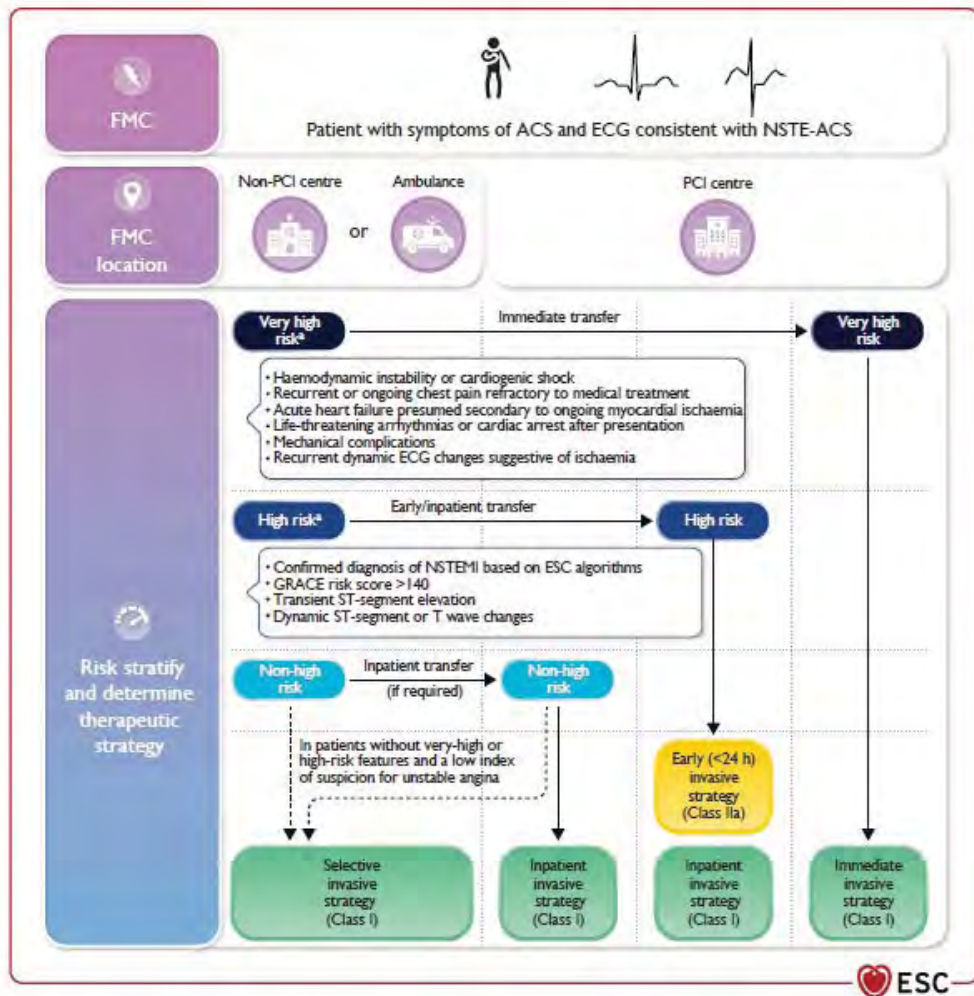 FMC
Patient with symptoms of ACS and ECG consistent with NSTE-ACS
FMC
location
Non-PCI centre
or
Ambulance
PCI centre
Risk stratify
and determine
therapeutic
strategy
Very high
riskª
Immediate transfer
Very high
risk
• Haemodynamic instability or cardiogenic shock
• Recurrent or ongoing chest pain refractory to medical treatment
• Acute heart failure presumed secondary to ongoing myocardial ischaemia
• Life-threatening arrhythmias or cardiac arrest after presentation
• Mechanical complications
• Recurrent dynamic ECG changes suggestive of ischaemia
High riskª
Early/inpatient transfer
High risk
• Confirmed diagnosis of NSTEMI based on ESC algorithms
• GRACE risk score >140
• Transient ST-segment elevation
• Dynamic ST-segment or T wave changes
Non-high
risk
Inpatient transfer
(if required)
Non-high
risk
In patients without very-high or
high-risk features and a low index
of suspicion for unstable angina
Early (<24 h)
invasive
strategy
(Class IIa)
Selective
invasive
strategy
(Class I)
Inpatient
invasive
strategy
(Class I)
Inpatient
invasive
strategy
(Class I)
Immediate
invasive
strategy
(Class I)
ESC